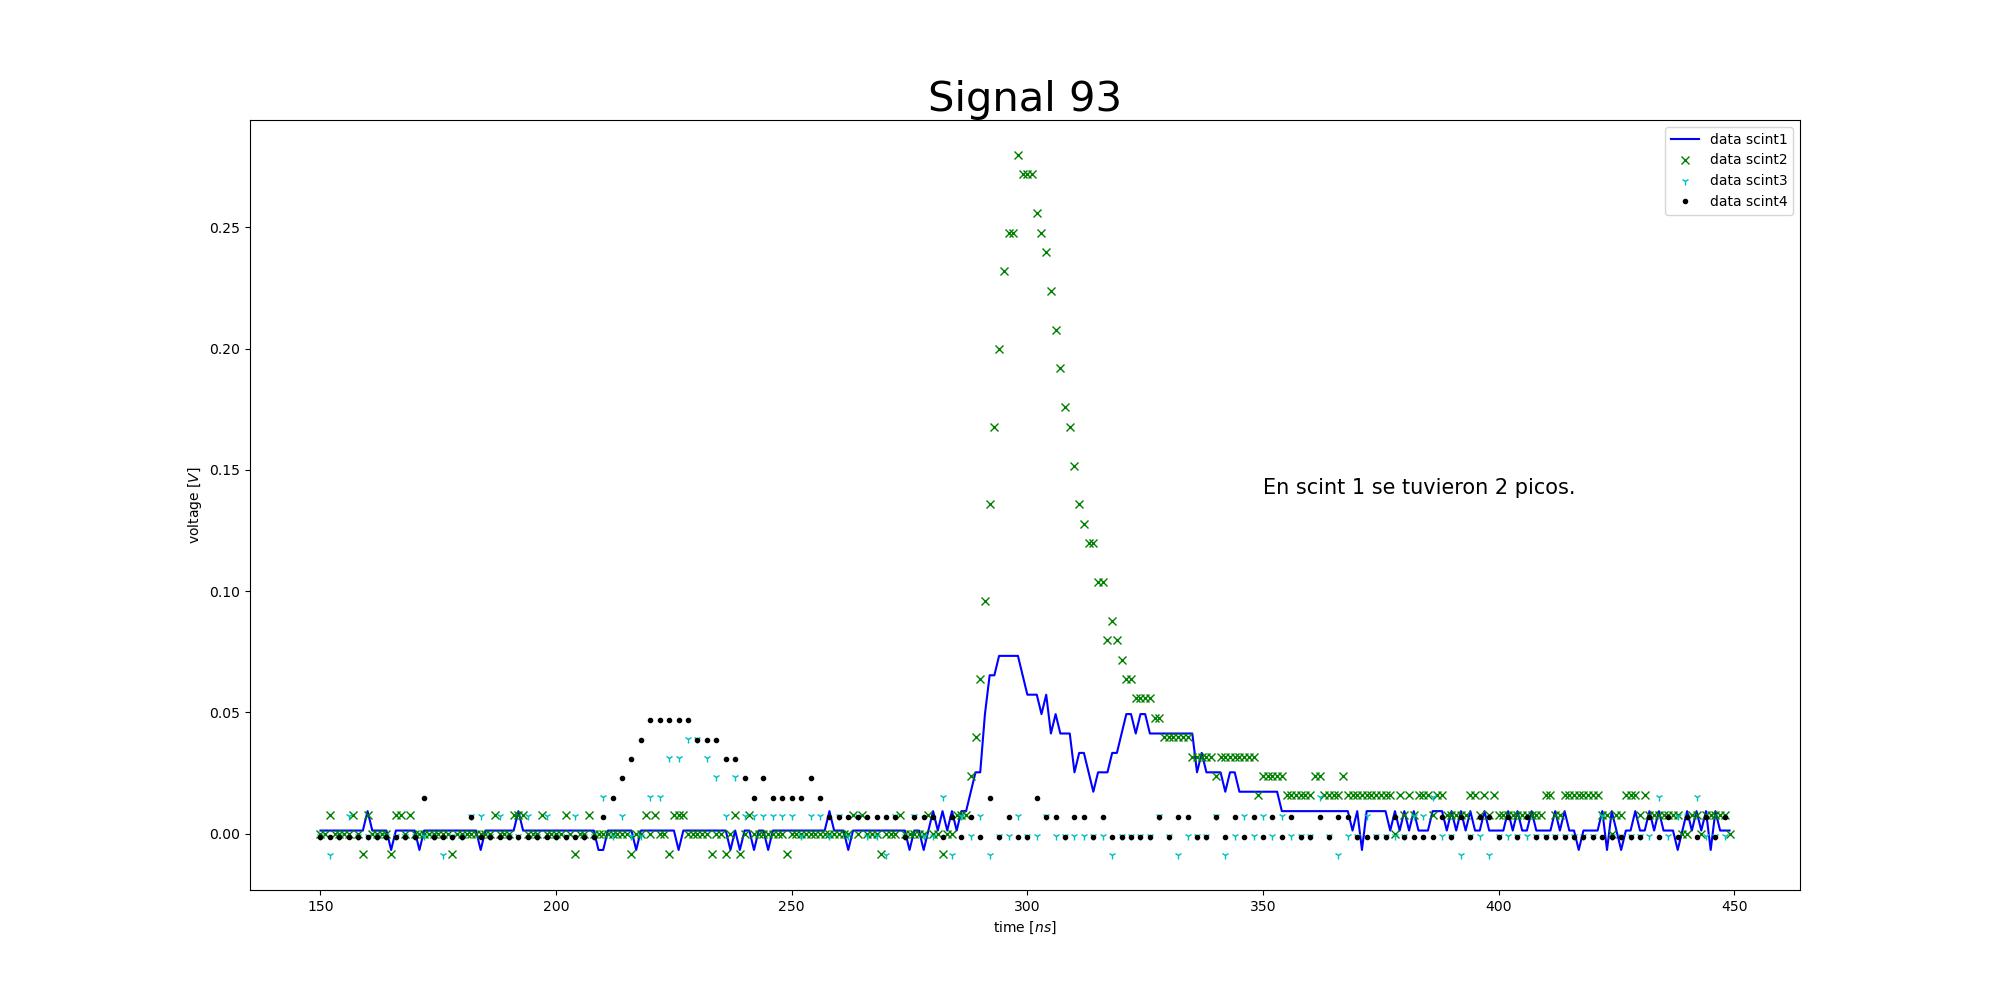 Signal 93
data scint1
data scint2
data scint3
data scint4
0.25
0.20
0.15
0.10
0.05
0.00
voltage [V]
En scint 1 se tuvieron 2 picos.
150 200 250 300 350 400 450
time [ns]